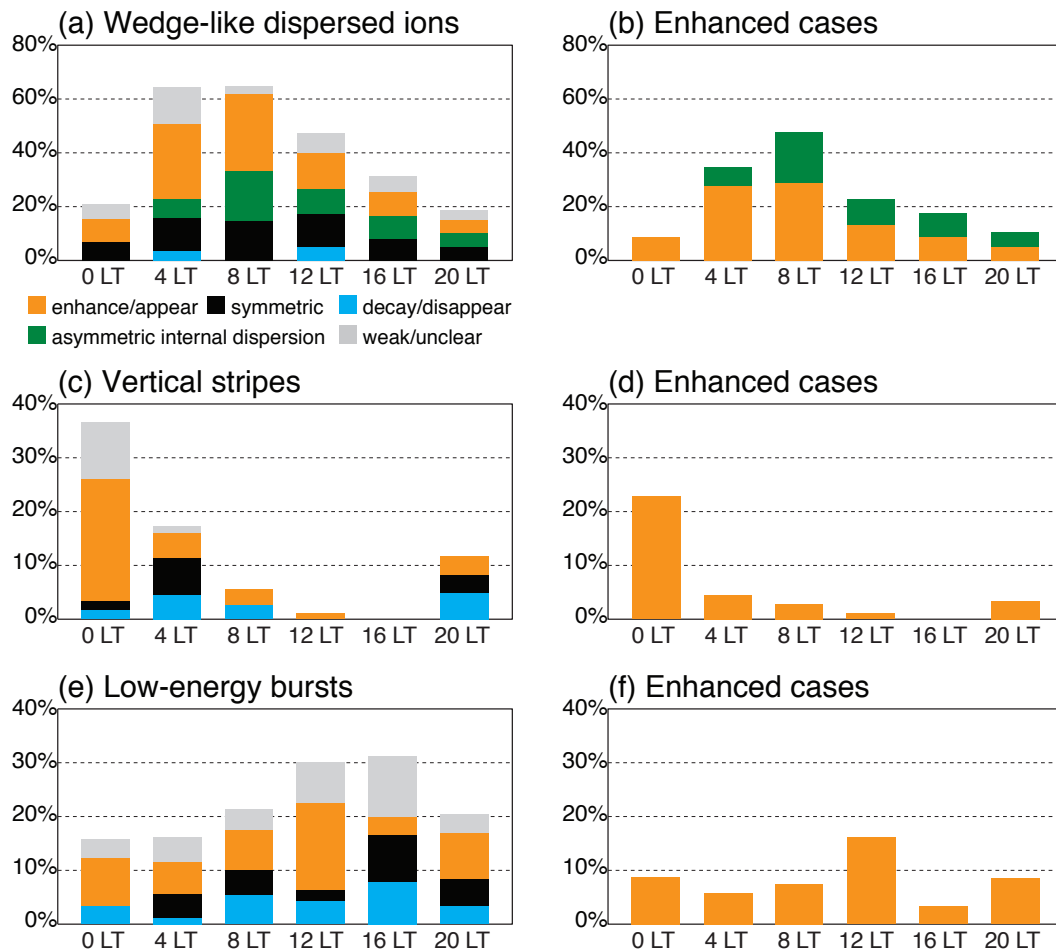 (a) Wedge-like dispersed ions
80%
60%
40%
20%
0%
0 LT 4 LT 8 LT 12 LT 16 LT 20 LT
(b) Enhanced cases
80%
60%
40%
20%
0%
0 LT 4 LT 8 LT 12 LT 16 LT 20 LT
enhance/appear symmetric decay/disappear
asymmetric internal dispersion weak/unclear
(c) Vertical stripes
40%
30%
20%
10%
0%
0 LT 4 LT 8 LT 12 LT 16 LT 20 LT
(d) Enhanced cases
40%
30%
20%
10%
0%
0 LT 4 LT 8 LT 12 LT 16 LT 20 LT
(e) Low-energy bursts
40%
30%
20%
10%
0%
0 LT 4 LT 8 LT 12 LT 16 LT 20 LT
(f) Enhanced cases
40%
30%
20%
10%
0%
0 LT 4 LT 8 LT 12 LT 16 LT 20 LT